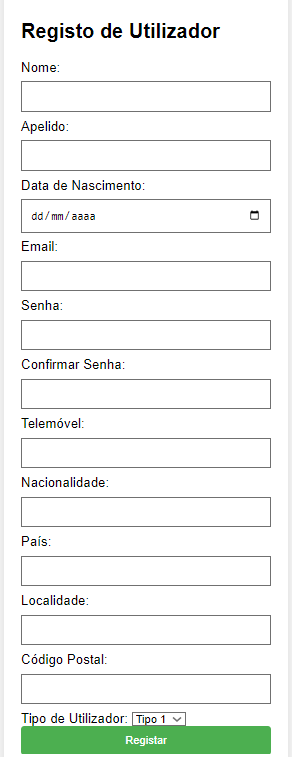 Registo de Utilizador
Nome:
Apelido:
Data de Nascimento:
dd/mm/aaaa
Email:
Senha:
Confirmar Senha:
Telemóvel:
Nacionalidade:
País:
Localidade:
Código Postal:
Tipo de Utilizador: Tipo 1
Registar